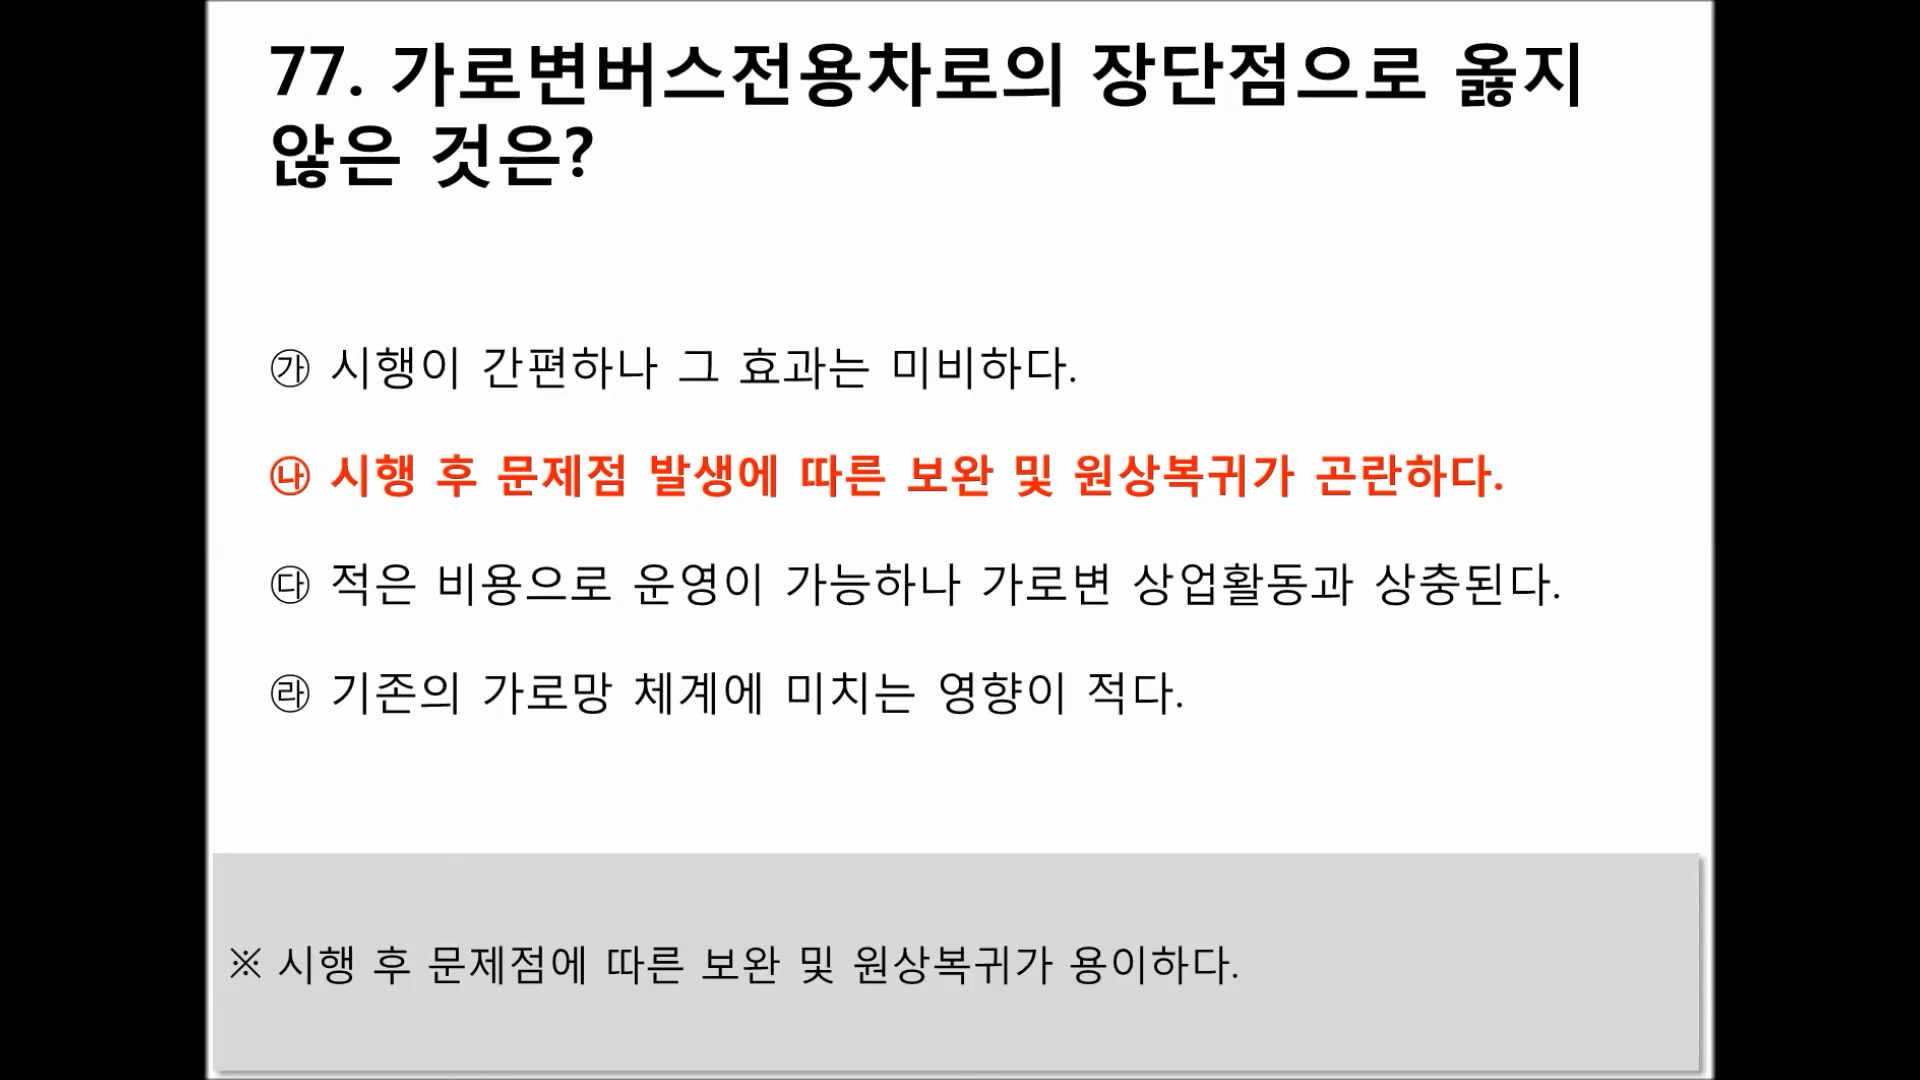 77. 가로변버스전용차로의 장단점으로 옳지
않은 것은?
㉮ 시행이 간편하나 그 효과는 미비하다.
㉯ 시행 후 문제점 발생에 따른 보완 및 원상복귀가 곤란하다.
㉰ 적은 비용으로 운영이 가능하나 가로변 상업활동과 상충된다.
㉱ 기존의 가로망 체계에 미치는 영향이 적다.
※ 시행 후 문제점에 따른 보완 및 원상복귀가 용이하다.